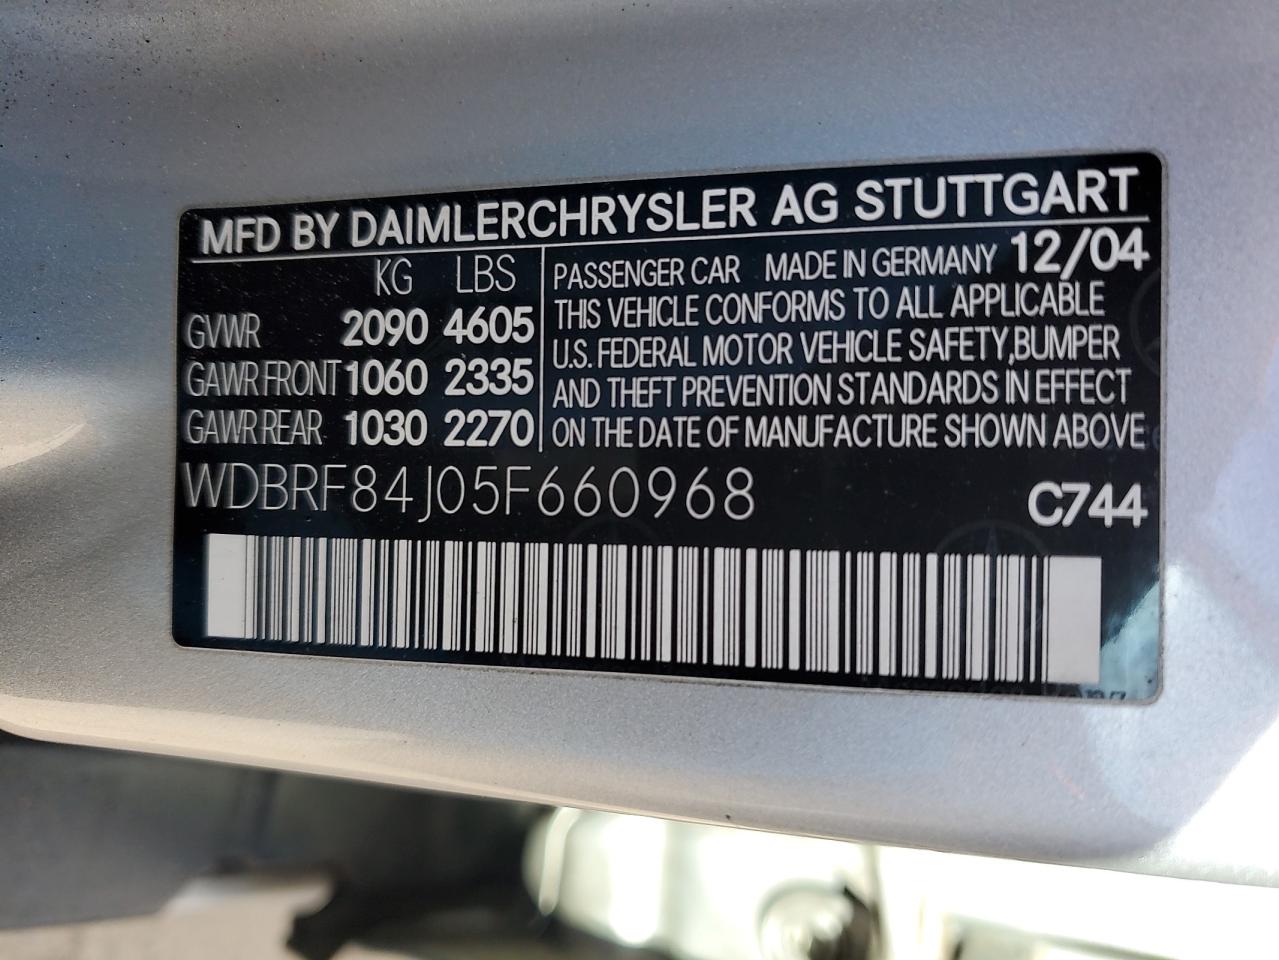 MFD BY DAIMLERCHRYSLER AG STUTTGART
KG LBS
GVWR 2090 4605
GAWR FRONT 1060 2335
GAWR REAR 1030 2270
PASSENGER CAR MADE IN GERMANY 12/04
THIS VEHICLE CONFORMS TO ALL APPLICABLE
U.S. FEDERAL MOTOR VEHICLE SAFETY,BUMPER
AND THEFT PREVENTION STANDARDS IN EFFECT
ON THE DATE OF MANUFACTURE SHOWN ABOVE
WDBRF84J05F660968
C744